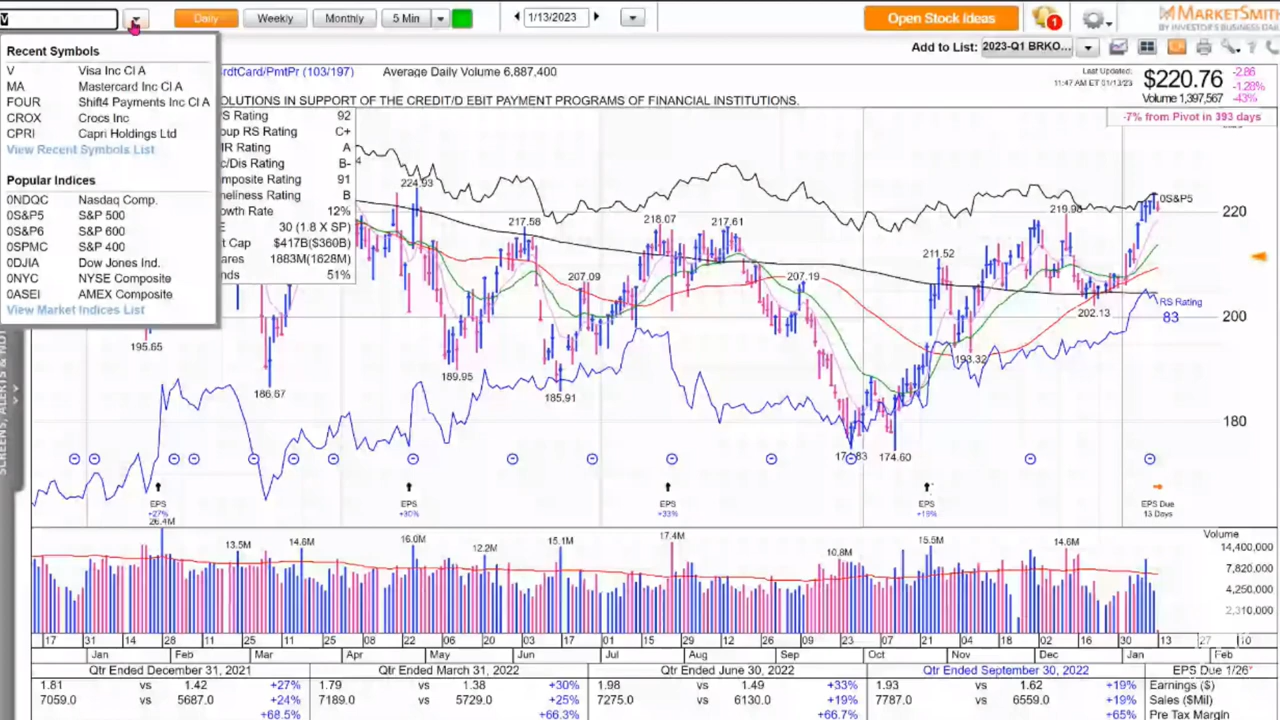 V
Daily
Weekly
Monthly
5 Min
1/13/2023
Open Stock Ideas
1
MARKETSMITH
BY INVESTOR'S BUSINESS DAILY
Add to List: 2023-Q1 BRKO...
Recent Symbols
V Visa Inc Cl A
MA Mastercard Inc Cl A
FOUR Shift4 Payments Inc Cl A
CROX Crocs Inc
CPRI Capri Holdings Ltd
View Recent Symbols List
Popular Indices
0NDQC Nasdaq Comp.
0S&P5 S&P 500
0S&P6 S&P 600
0SPMC S&P 400
0DJIA Dow Jones Ind.
0NYC NYSE Composite
0ASEI AMEX Composite
View Market Indices List
CrdtCard/PmtPr (103/197) Average Daily Volume 6,887,400
Last Updated:
11:47 AM ET 01/13/23
$220.76 -2.86
-1.28%
Volume 1,397,567 -43%
OLUTIONS IN SUPPORT OF THE CREDIT/D EBIT PAYMENT PROGRAMS OF FINANCIAL INSTITUTIONS.
-7% from Pivot in 393 days
S Rating 92
oup RS Rating C+
IR Rating A
c/Dis Rating B-
mposite Rating 91
neliness Rating B
owth Rate 12%
E 30 (1.8 X SP)
t Cap $417B($360B)
ares 1883M(1628M)
nds 51%
224.93
217.58
207.09
218.07
217.61
207.19
211.52
219.96
0S&P5
220
RS Rating
83
200
202.13
193.32
195.65
186.67
189.95
185.91
174.60
180
EPS
+27%
EPS
+30%
EPS
+33%
EPS
+19%
EPS Due
13 Days
26.4M
13.5M
14.6M
16.0M
12.2M
15.1M
17.4M
10.8M
15.5M
14.6M
Volume
14,400,000
7,820,000
4,250,000
2,310,000
17 31 14 28 11 25 11 25 08 22 06 20 03 17 01 15 29 12 26 09 23 07 21 04 18 02 16 30 13 27 10
Jan Feb Mar Apr May Jun Jul Aug Sep Oct Nov Dec Jan Feb
Qtr Ended December 31, 2021 Qtr Ended March 31, 2022 Qtr Ended June 30, 2022 Qtr Ended September 30, 2022 EPS Due 1/26*
1.81 vs 1.42 +27% 1.79 vs 1.38 +30% 1.98 vs 1.49 +33% 1.93 vs 1.62 +19% Earnings ($)
7059.0 vs 5687.0 +24% 7189.0 vs 5729.0 +25% 7275.0 vs 6130.0 +19% 7787.0 vs 6559.0 +19% Sales ($Mil)
+68.5% +66.3% +66.7% +65% Pre Tax Margin
SCREENS, ALERTS & NOT